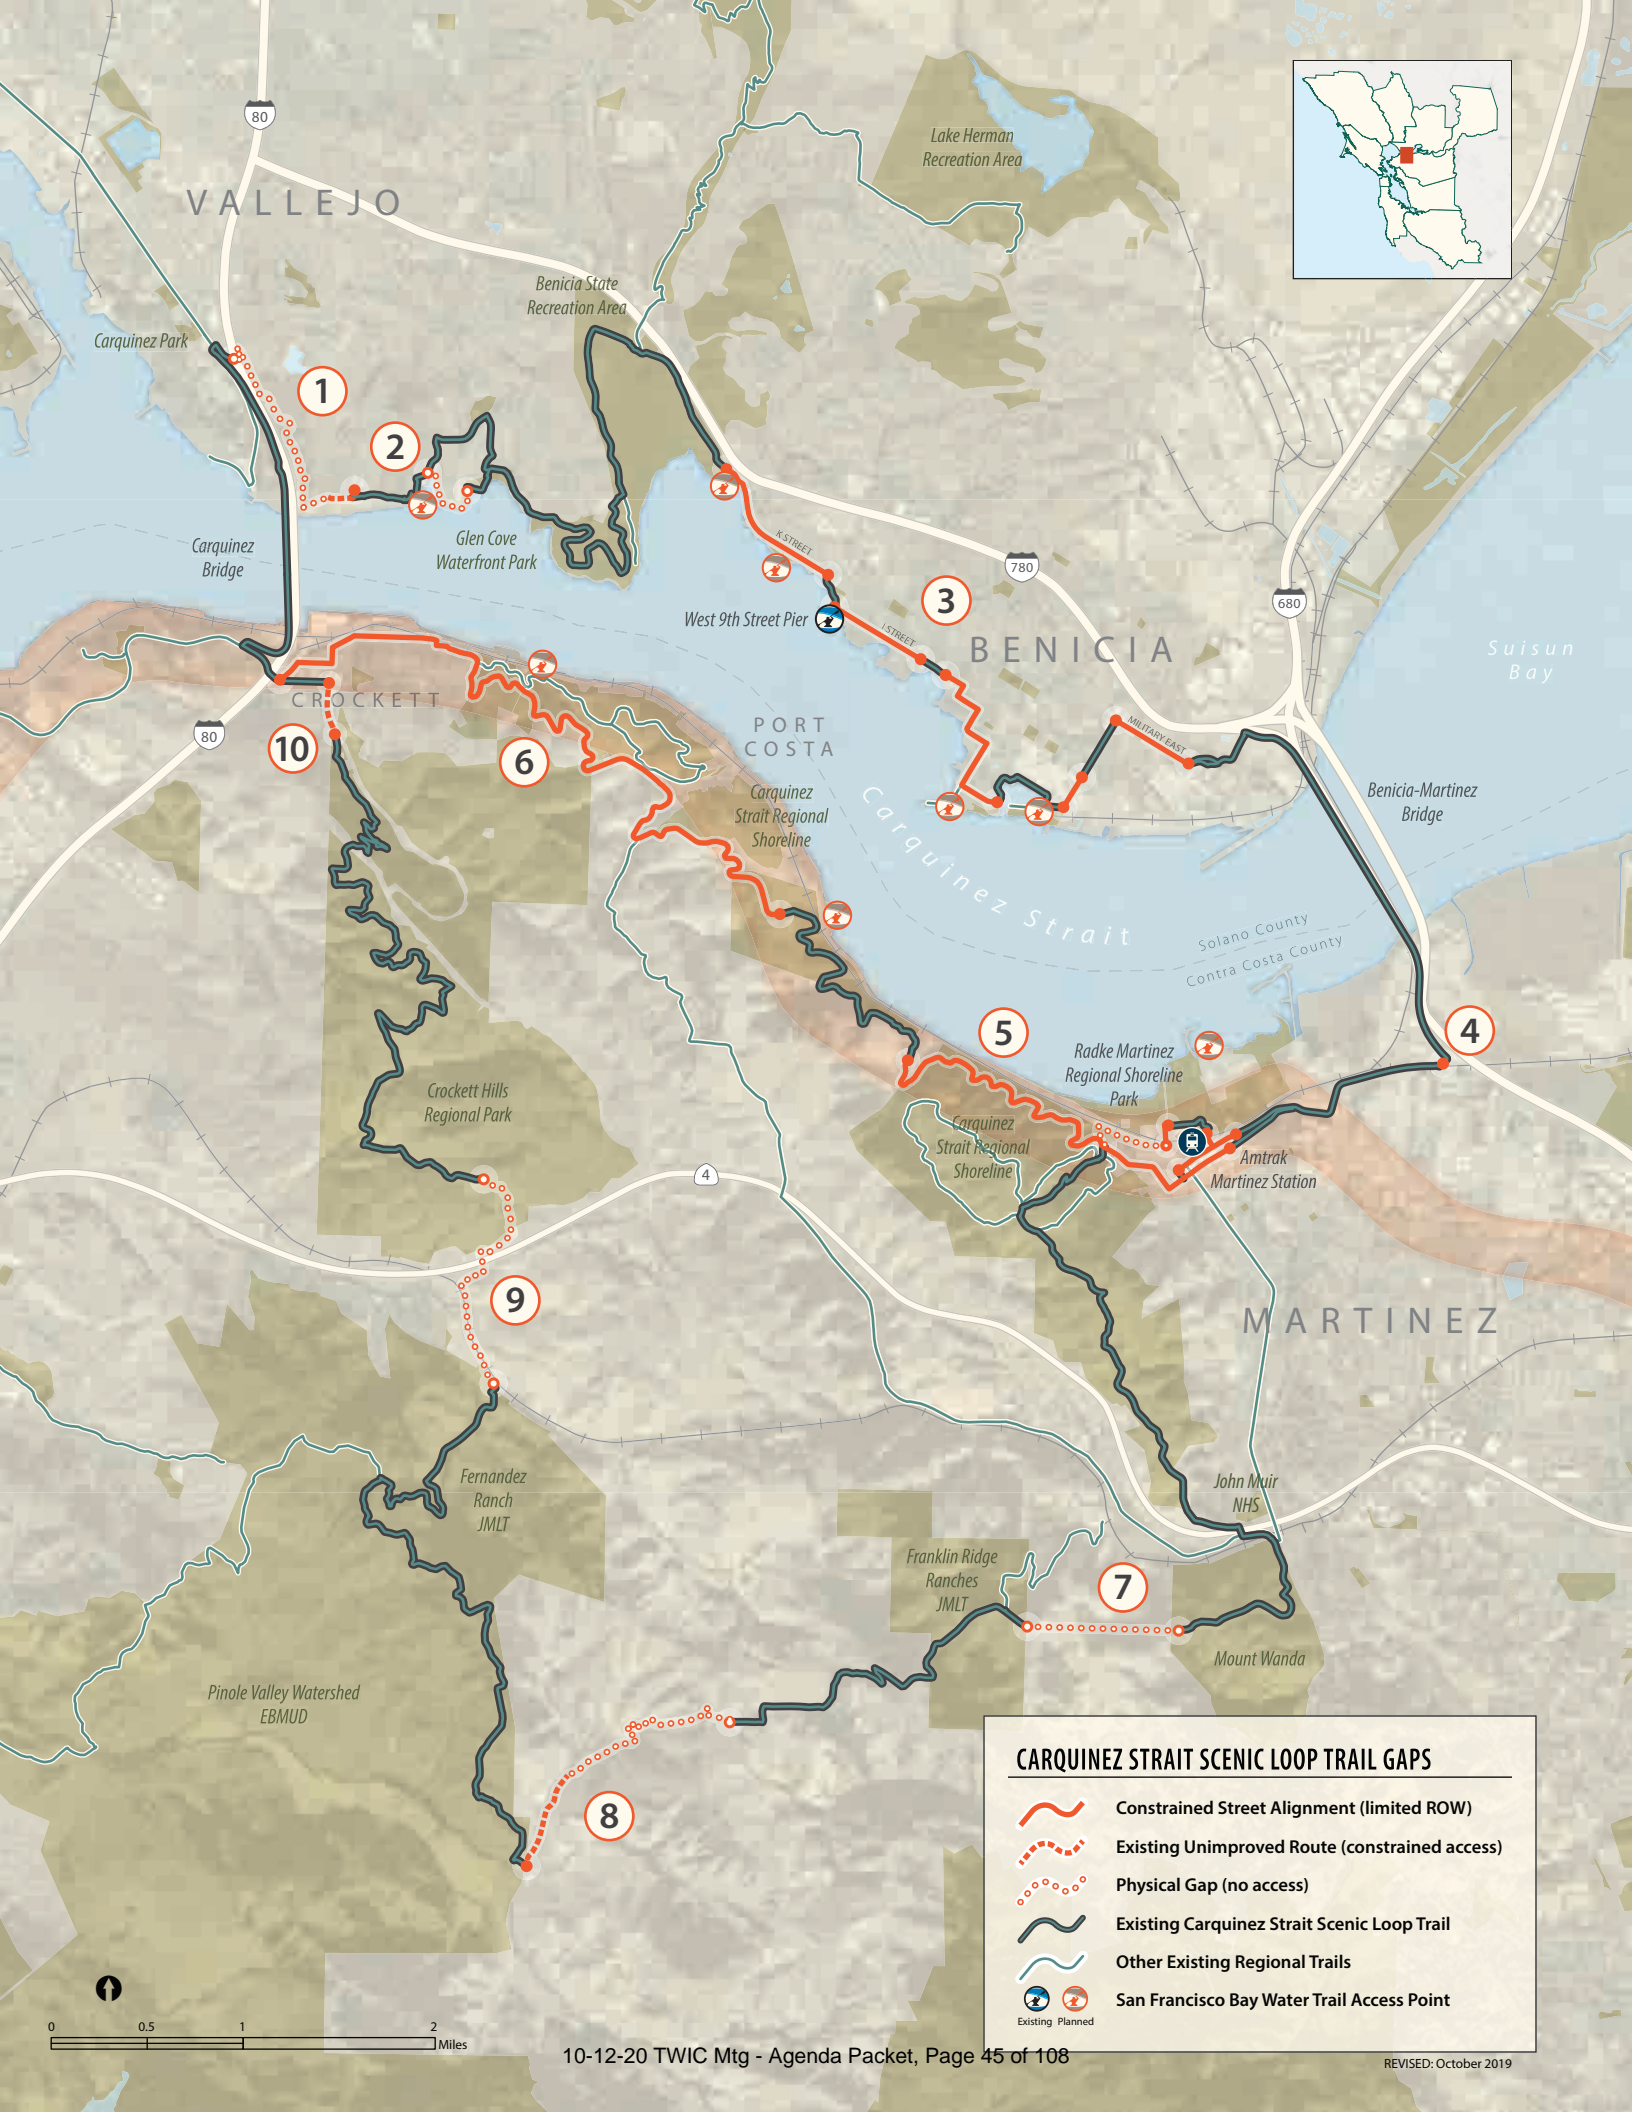 80
VALLEJO
Lake Herman
Recreation Area
Benicia State
Recreation Area
Carquinez Park
1
2
Glen Cove
Waterfront Park
Carquinez
Bridge
K STREET
780
680
3
West 9th Street Pier
I STREET
BENICIA
Suisun
Bay
CROCKETT
80
10
6
PORT
COSTA
MILITARY EAST
Carquinez
Strait Regional
Shoreline
Benicia-Martinez
Bridge
Carquinez Strait
Solano County
Contra Costa County
5
4
Radke Martinez
Regional Shoreline
Park
Crockett Hills
Regional Park
Carquinez
Strait Regional
Shoreline
Amtrak
Martinez Station
4
9
MARTINEZ
Fernandez
Ranch
JMLT
John Muir
NHS
Franklin Ridge
Ranches
JMLT
7
Mount Wanda
Pinole Valley Watershed
EBMUD
8
CARQUINEZ STRAIT SCENIC LOOP TRAIL GAPS
Constrained Street Alignment (limited ROW)
Existing Unimproved Route (constrained access)
Physical Gap (no access)
Existing Carquinez Strait Scenic Loop Trail
Other Existing Regional Trails
San Francisco Bay Water Trail Access Point
Existing Planned
0 0.5 1 2
Miles
10-12-20 TWIC Mtg - Agenda Packet, Page 45 of 108
REVISED: October 2019